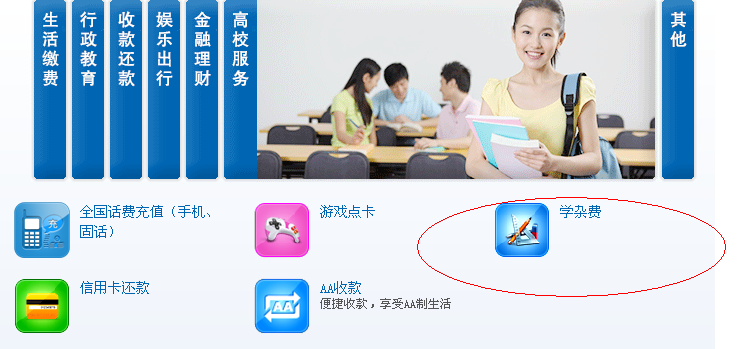 生活缴费
行政教育
收款还款
娱乐出行
金融理财
高校服务
其他
全国话费充值（手机、
固话）
充
游戏点卡
学杂费
信用卡还款
AA
AA收款
便捷收款，享受AA制生活